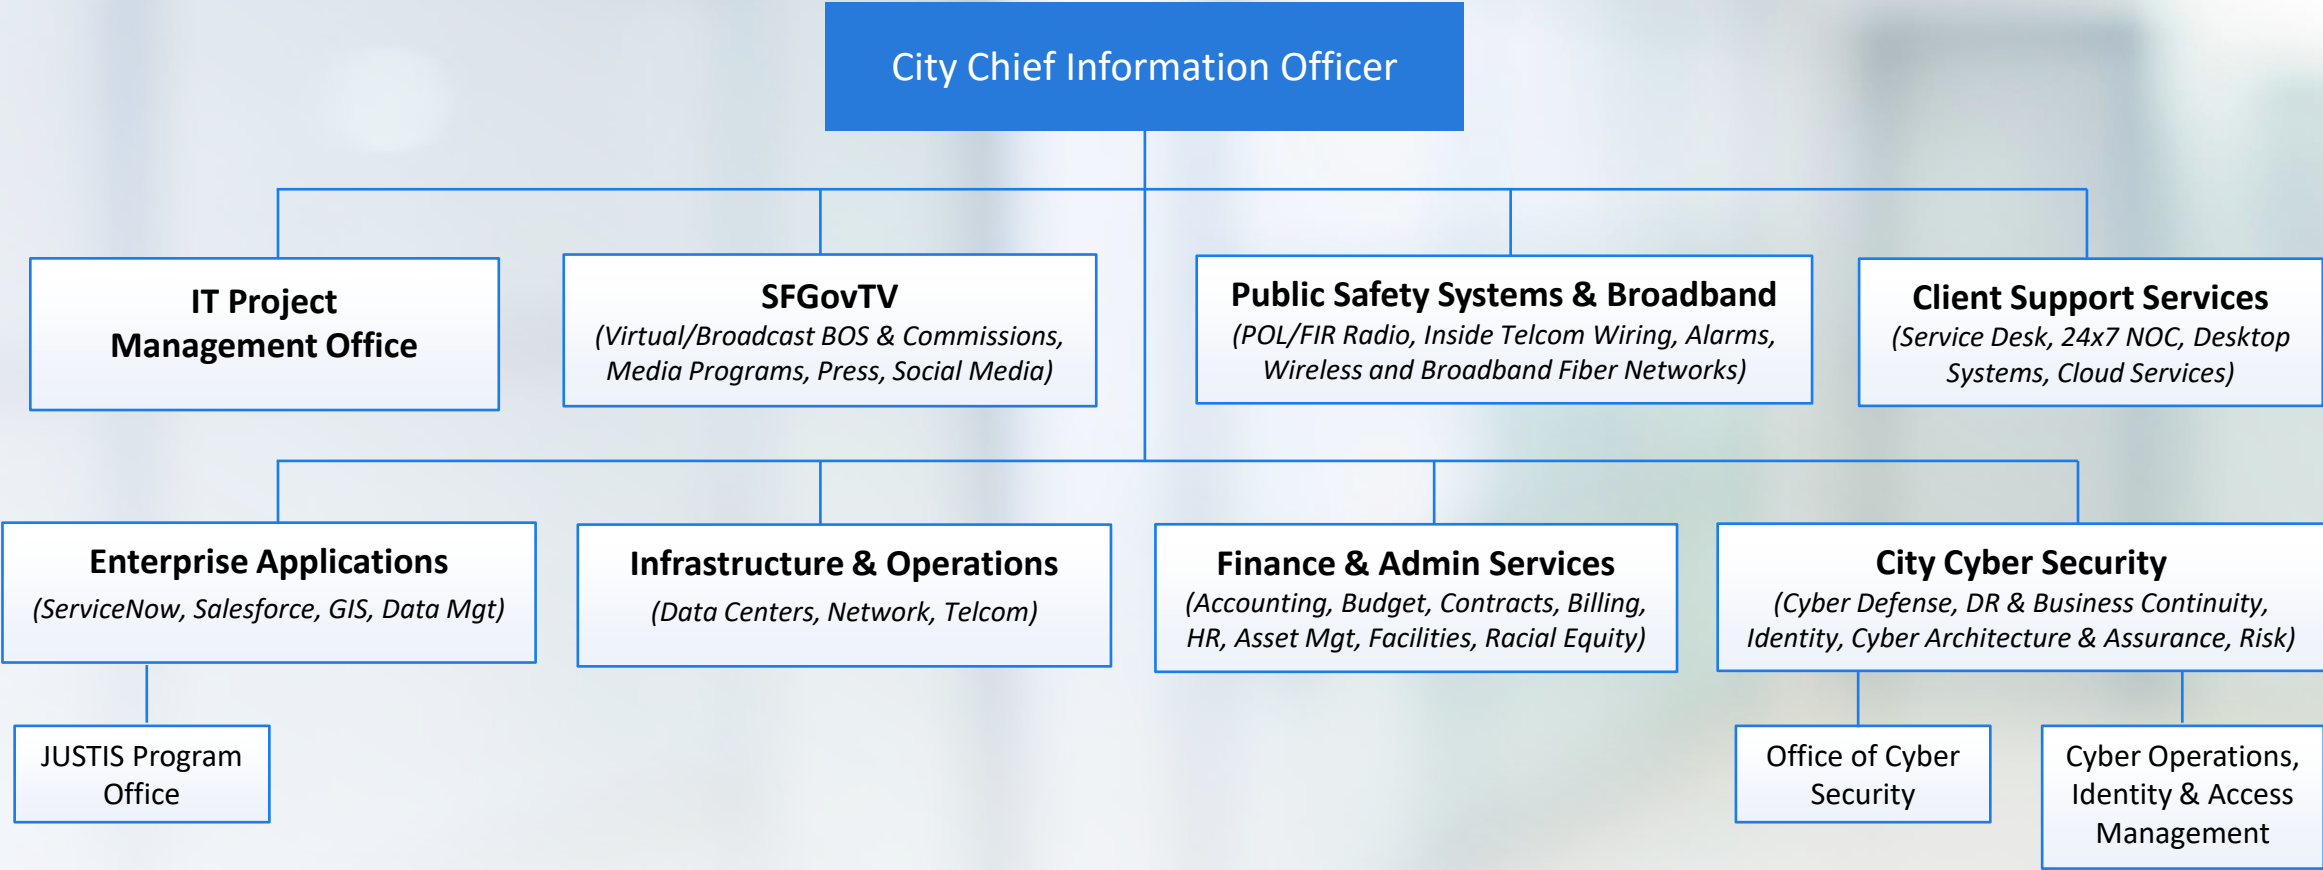 City Chief Information Officer
IT Project
Management Office
SFGovTV
(Virtual/Broadcast BOS & Commissions,
Media Programs, Press, Social Media)
Public Safety Systems & Broadband
(POL/FIR Radio, Inside Telcom Wiring, Alarms,
Wireless and Broadband Fiber Networks)
Client Support Services
(Service Desk, 24x7 NOC, Desktop
Systems, Cloud Services)
Enterprise Applications
(ServiceNow, Salesforce, GIS, Data Mgt)
Infrastructure & Operations
(Data Centers, Network, Telcom)
Finance & Admin Services
(Accounting, Budget, Contracts, Billing,
HR, Asset Mgt, Facilities, Racial Equity)
City Cyber Security
(Cyber Defense, DR & Business Continuity,
Identity, Cyber Architecture & Assurance, Risk)
JUSTIS Program
Office
Office of Cyber
Security
Cyber Operations,
Identity & Access
Management